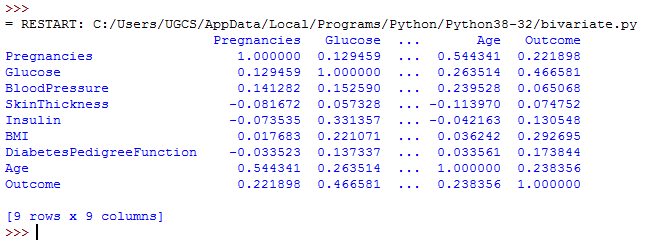 >>>
= RESTART: C:/Users/UGCS/AppData/Local/Programs/Python/Python38-32/bivariate.py
                          Pregnancies   Glucose  ...       Age   Outcome
Pregnancies                  1.000000  0.129459  ...  0.544341  0.221898
Glucose                      0.129459  1.000000  ...  0.263514  0.466581
BloodPressure                0.141282  0.152590  ...  0.239528  0.065068
SkinThickness               -0.081672  0.057328  ... -0.113970  0.074752
Insulin                     -0.073535  0.331357  ... -0.042163  0.130548
BMI                          0.017683  0.221071  ...  0.036242  0.292695
DiabetesPedigreeFunction    -0.033523  0.137337  ...  0.033561  0.173844
Age                          0.544341  0.263514  ...  1.000000  0.238356
Outcome                      0.221898  0.466581  ...  0.238356  1.000000

[9 rows x 9 columns]
>>>